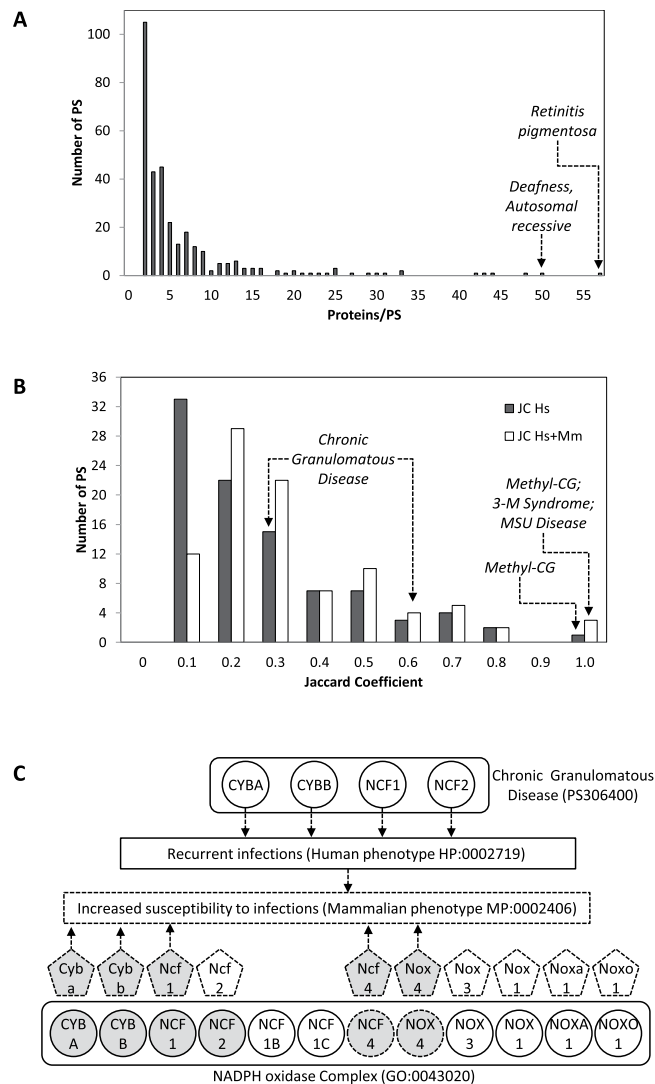 A
Number of PS
100
80
60
40
20
0
0 5 10 15 20 25 30 35 40 45 50 55
Proteins/PS
Retinitis
pigmentosa
Deafness,
Autosomal
recessive
B
Number of PS
36
32
28
24
20
16
12
8
4
0
0 0.1 0.2 0.3 0.4 0.5 0.6 0.7 0.8 0.9 1.0
Jaccard Coefficient
JC Hs
JC Hs+Mm
Chronic
Granulomatous
Disease
Methyl-CG;
3-M Syndrome;
MSU Disease
Methyl-CG
C
CYBA CYBB NCF1 NCF2
Chronic Granulomatous
Disease (PS306400)
Recurrent infections (Human phenotype HP:0002719)
Increased susceptibility to infections (Mammalian phenotype MP:0002406)
Cyb Cyb Ncf Ncf Ncf Nox Nox Nox Noxa Noxo
a b 1 2 4 4 3 1 1 1
CYB CYB NCF NCF NCF NCF NCF NOX NOX NOX NOXA NOXO
A B 1 2 1B 1C 4 4 3 1 1 1
NADPH oxidase Complex (GO:0043020)